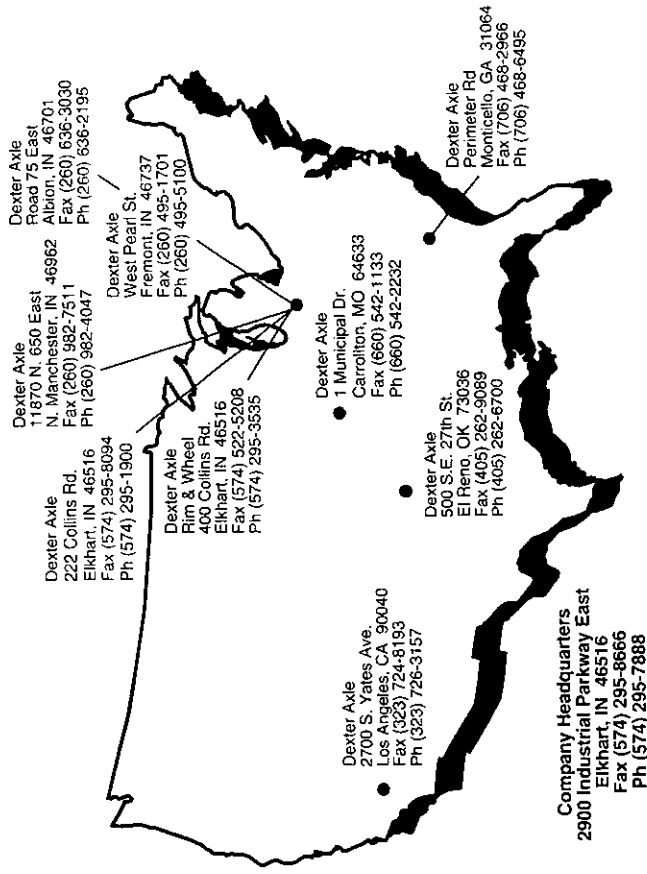 Dexter Axle
222 Collins Rd.
Elkhart, IN 46516
Fax (574) 295-8094
Ph (574) 295-1900
Dexter Axle
11870 N. 650 East
N. Manchester, IN 46962
Fax (260) 982-7511
Ph (260) 982-4047
Dexter Axle
Road 75 East
Albion, IN 46701
Fax (260) 636-3030
Ph (260) 636-2195
Dexter Axle
Rim & Wheel
400 Collins Rd.
Elkhart, IN 46516
Fax (574) 522-5208
Ph (574) 295-3535
Dexter Axle
West Pearl St.
Fremont, IN 46737
Fax (260) 495-1701
Ph (260) 495-5100
Dexter Axle
2700 S. Yates Ave.
Los Angeles, CA 90040
Fax (323) 724-8193
Ph (323) 726-3157
Dexter Axle
500 S.E. 27th St.
El Reno, OK 73036
Fax (405) 262-9089
Ph (405) 262-6700
Dexter Axle
1 Municipal Dr.
Carrollton, MO 64633
Fax (660) 542-1133
Ph (660) 542-2232
Dexter Axle
Perimeter Rd
Monticello, GA 31064
Fax (706) 468-2966
Ph (706) 468-6495
Company Headquarters
2900 Industrial Parkway East
Elkhart, IN 46516
Fax (574) 295-8666
Ph (574) 295-7888